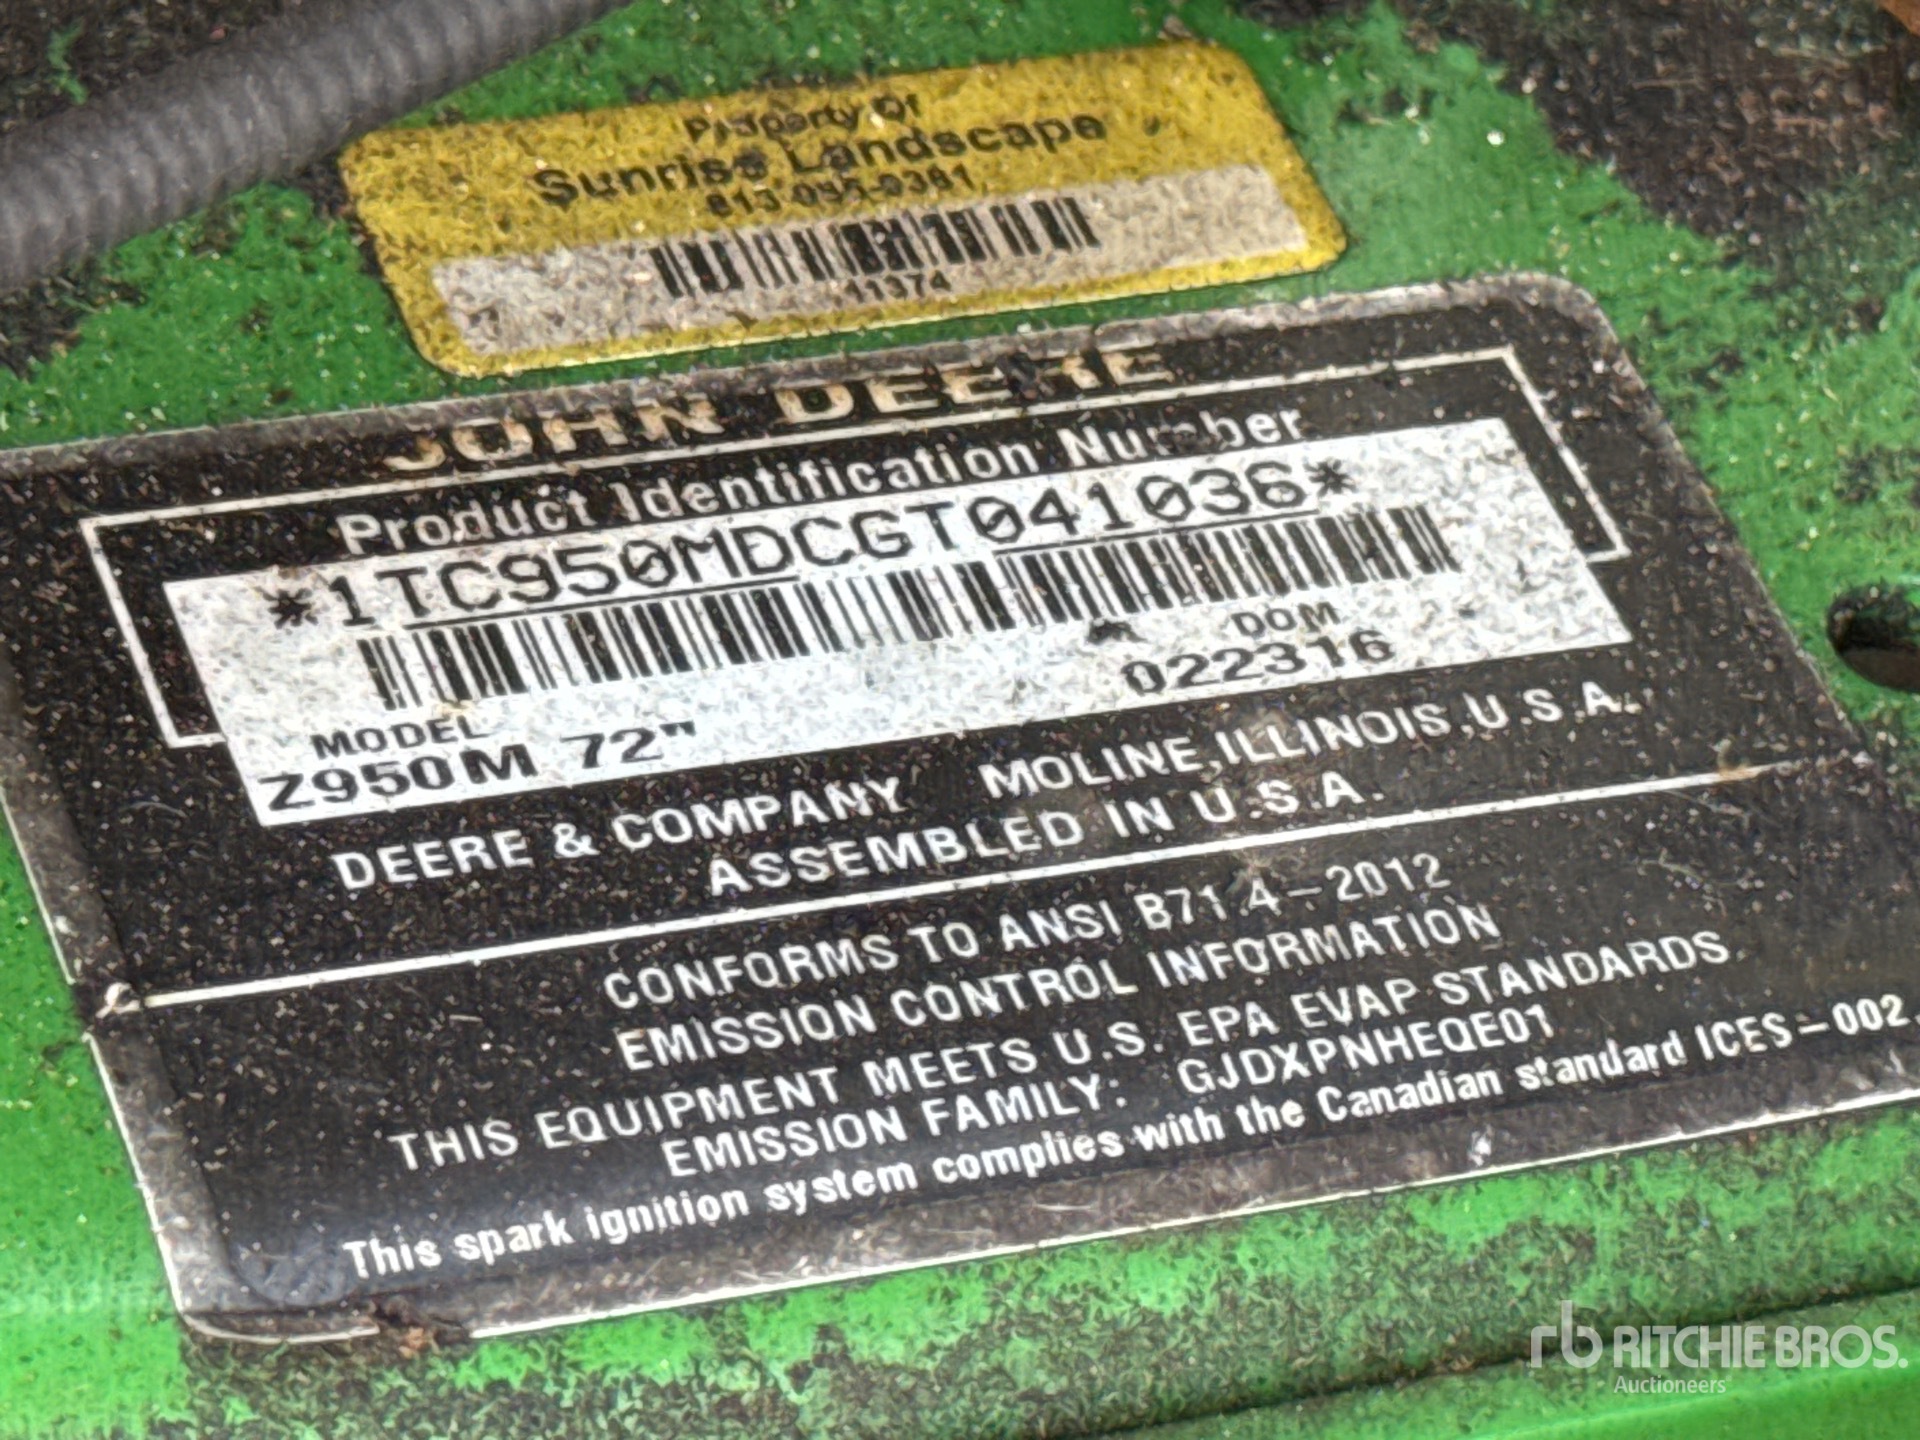 Property Of
Sunrise Landscape
11374
JOHN DEERE
Product Identification Number
*1TC950MDCGT041036*
DOM
022316
MODEL
Z950M 72"
DEERE & COMPANY MOLINE, ILLINOIS, U.S.A.
ASSEMBLED IN U.S.A.
CONFORMS TO ANSI B71.4-2012
EMISSION CONTROL INFORMATION
THIS EQUIPMENT MEETS U.S. EPA EVAP STANDARDS
EMISSION FAMILY: GJDXPNHEQE01
This spark ignition system complies with the Canadian standard ICES-002.
rb RITCHIE BROS.
Auctioneers